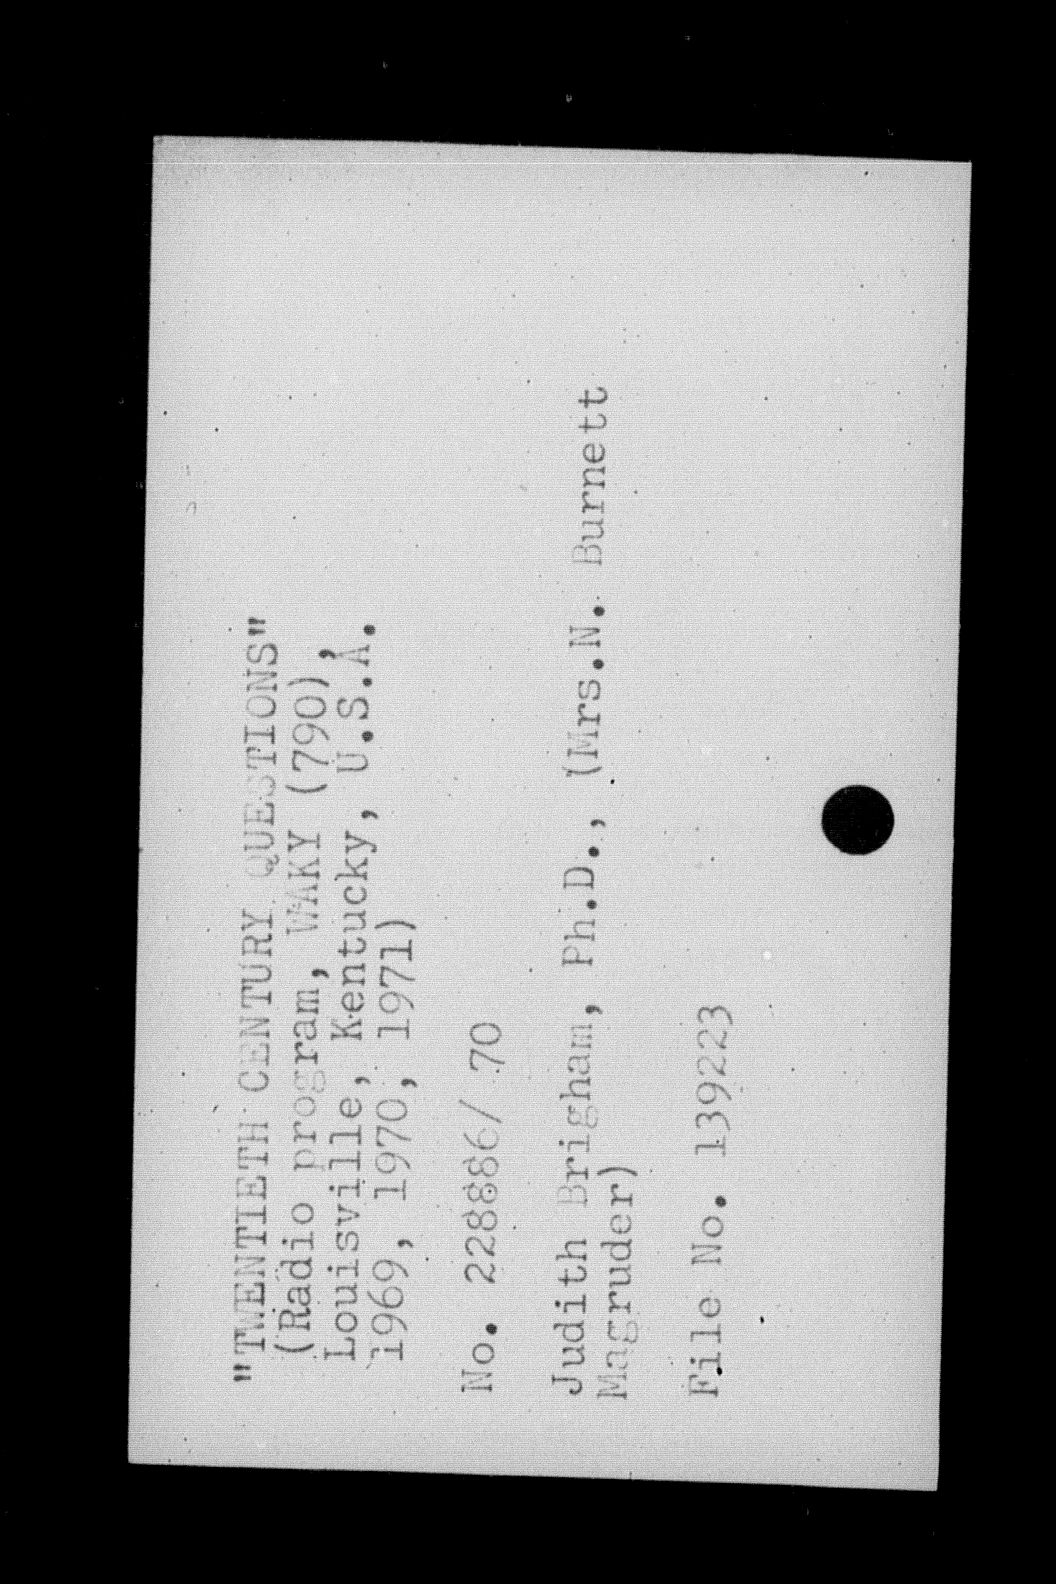 "TWENTIETH CENTURY QUESTIONS"
(Radio program, WAKY (790),
Louisville, Kentucky, U.S.A.
1969, 1970, 1971)
No. 22886/ 70
Judith Brigham, Ph.D., (Mrs.N. Burnett
Magruder)
File No. 139223